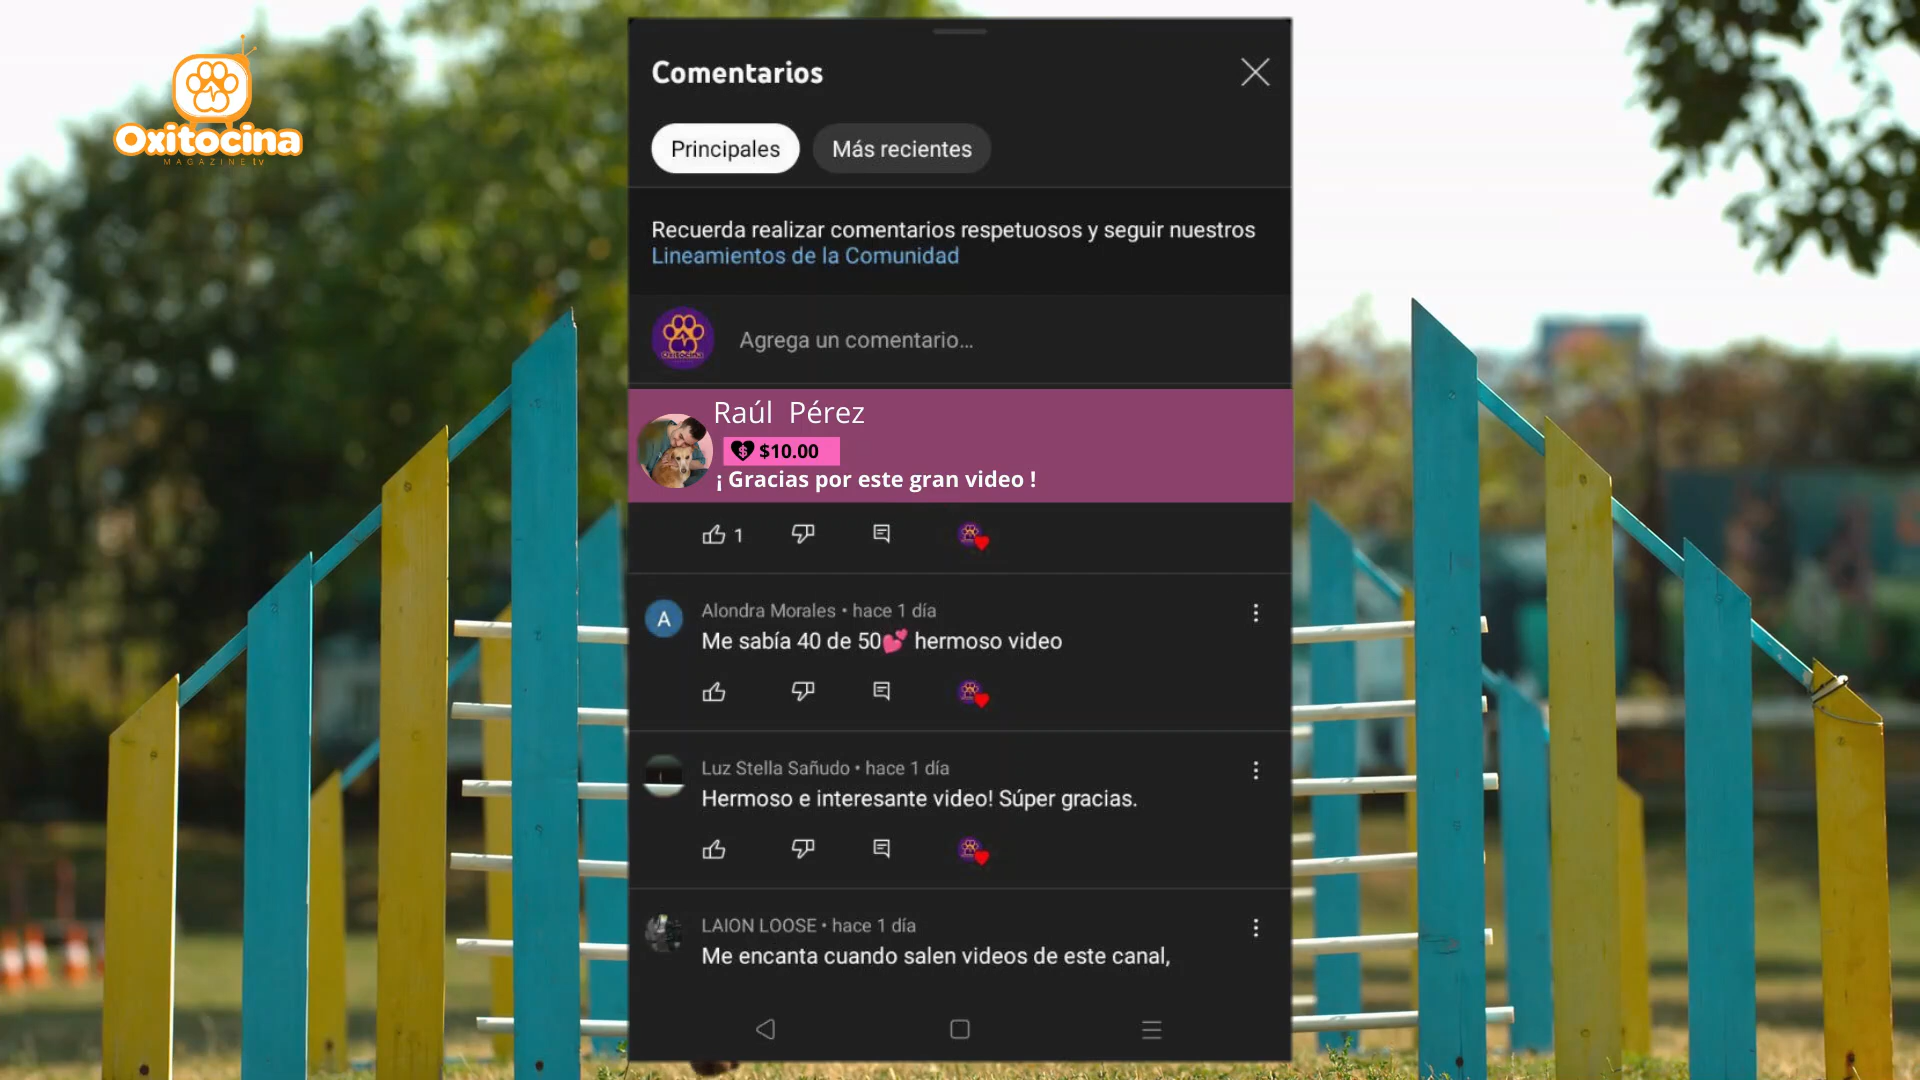 Oxitocina
MAGAZINE tv
Comentarios
Principales
Más recientes
Recuerda realizar comentarios respetuosos y seguir nuestros
Lineamientos de la Comunidad
Oxitocina
Agrega un comentario...
Raúl Pérez
$ $10.00
¡ Gracias por este gran video !
1
A
Alondra Morales • hace 1 día
Me sabía 40 de 50💕 hermoso video
Luz Stella Sañudo • hace 1 día
Hermoso e interesante video! Súper gracias.
LAION LOOSE • hace 1 día
Me encanta cuando salen videos de este canal,